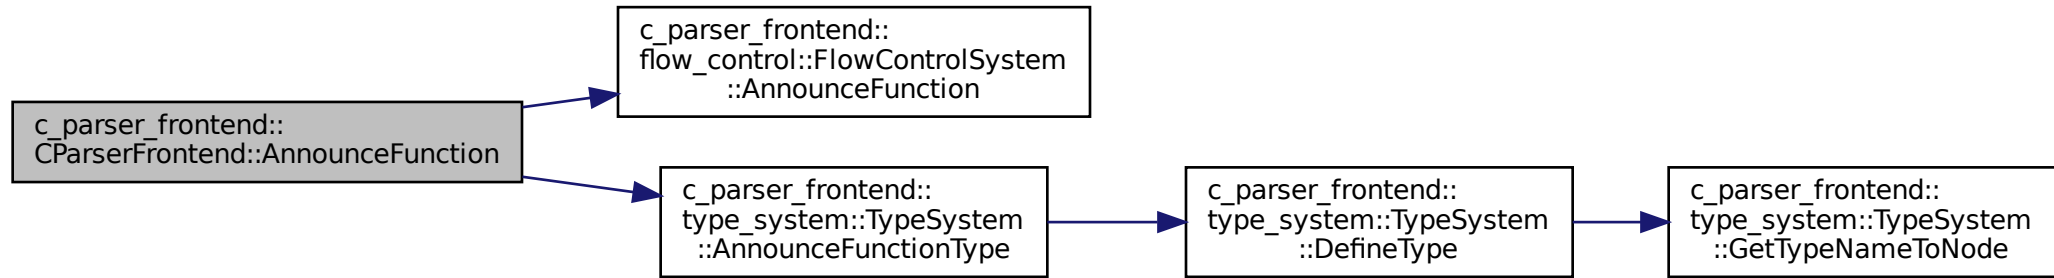 c_parser_frontend::
CParserFrontend::AnnounceFunction
c_parser_frontend::
flow_control::FlowControlSystem
::AnnounceFunction
c_parser_frontend::
type_system::TypeSystem
::AnnounceFunctionType
c_parser_frontend::
type_system::TypeSystem
::DefineType
c_parser_frontend::
type_system::TypeSystem
::GetTypeNameToNode